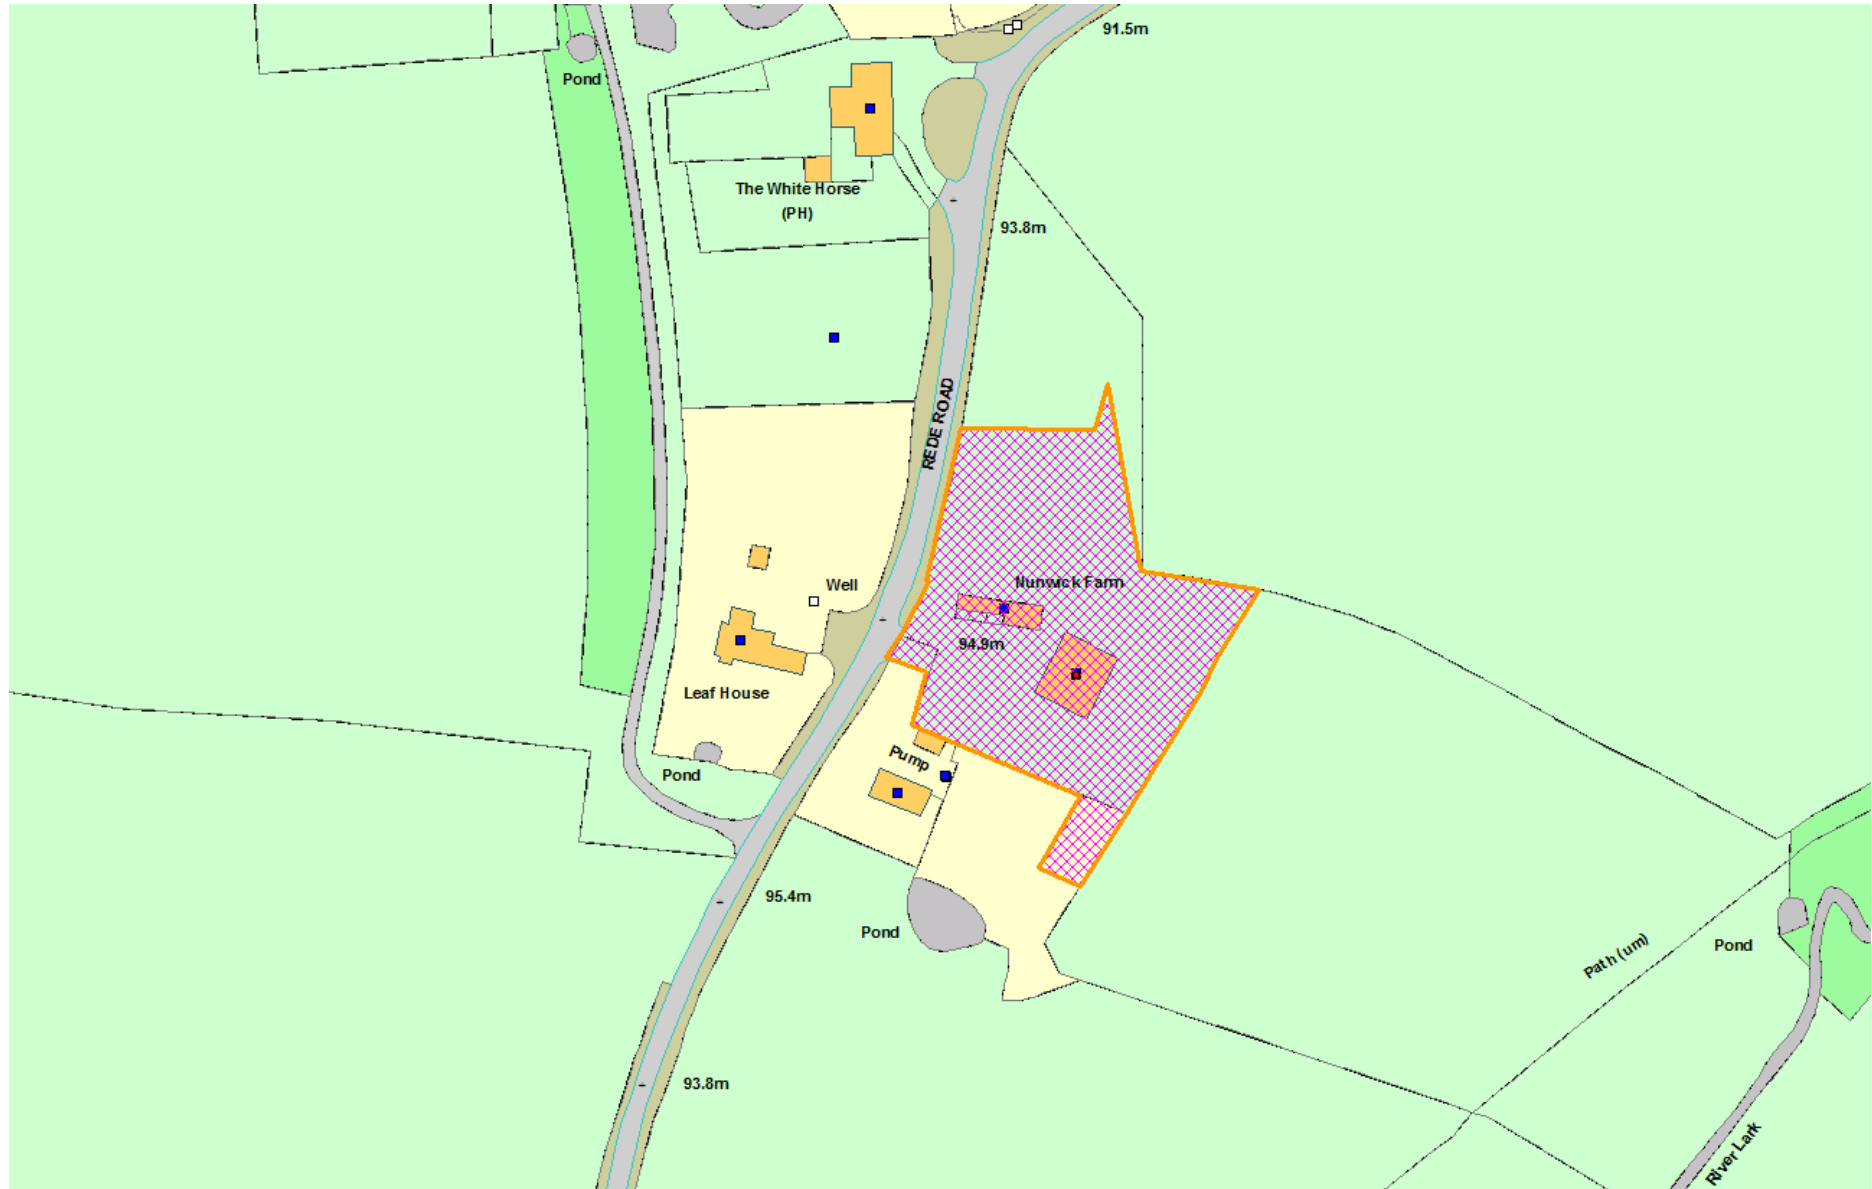 91.5m
Pond
The White Horse
(PH)
93.8m
REDE ROAD
Nunwick Farm
Well
94.9m
Leaf House
Pump
Pond
95.4m
Pond
Path (um)
Pond
93.8m
River Lark